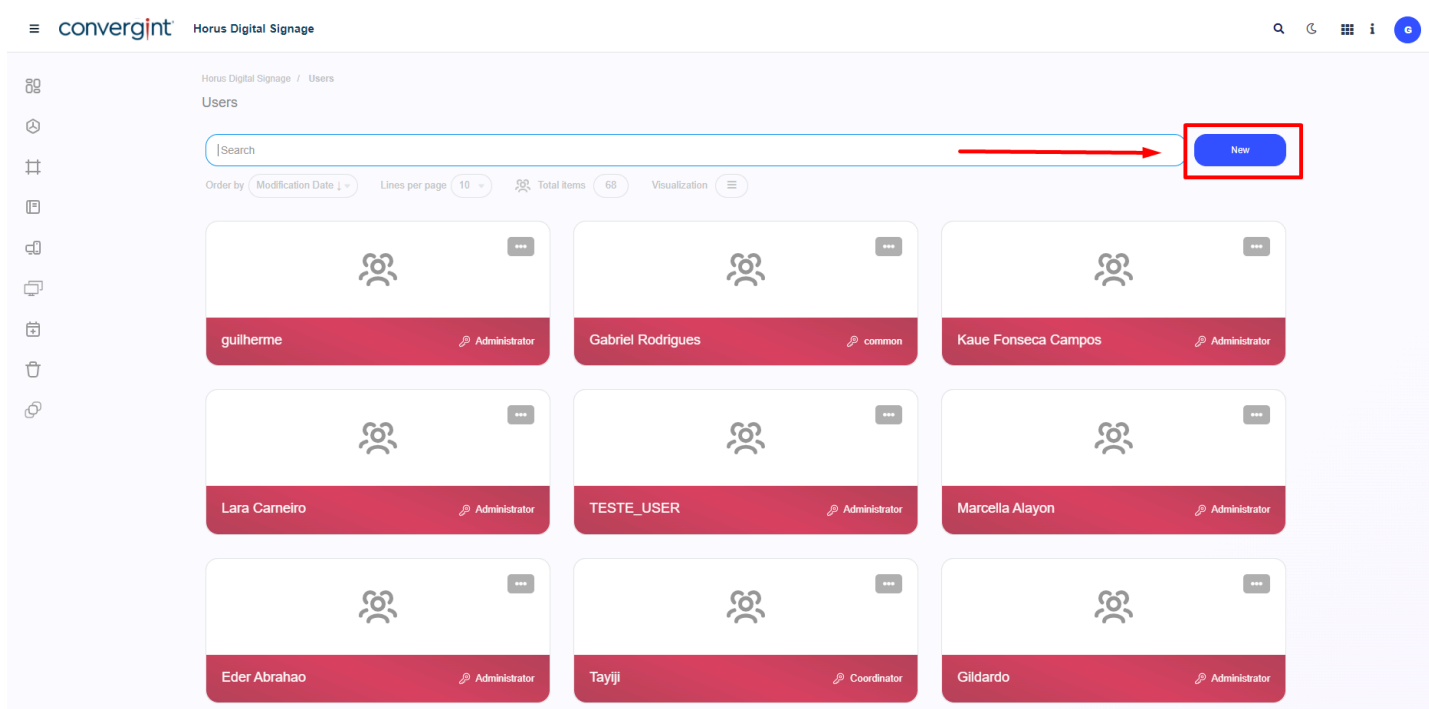 convergint Horus Digital Signage i G
Horus Digital Signage / Users
Users
Search New
Order by Modification Date ↓ Lines per page 10 Total items 68 Visualization
guilherme Administrator Gabriel Rodrigues common Kaue Fonseca Campos Administrator
Lara Carneiro Administrator TESTE_USER Administrator Marcella Alayon Administrator
Eder Abrahao Administrator Tayiji Coordinator Gildardo Administrator